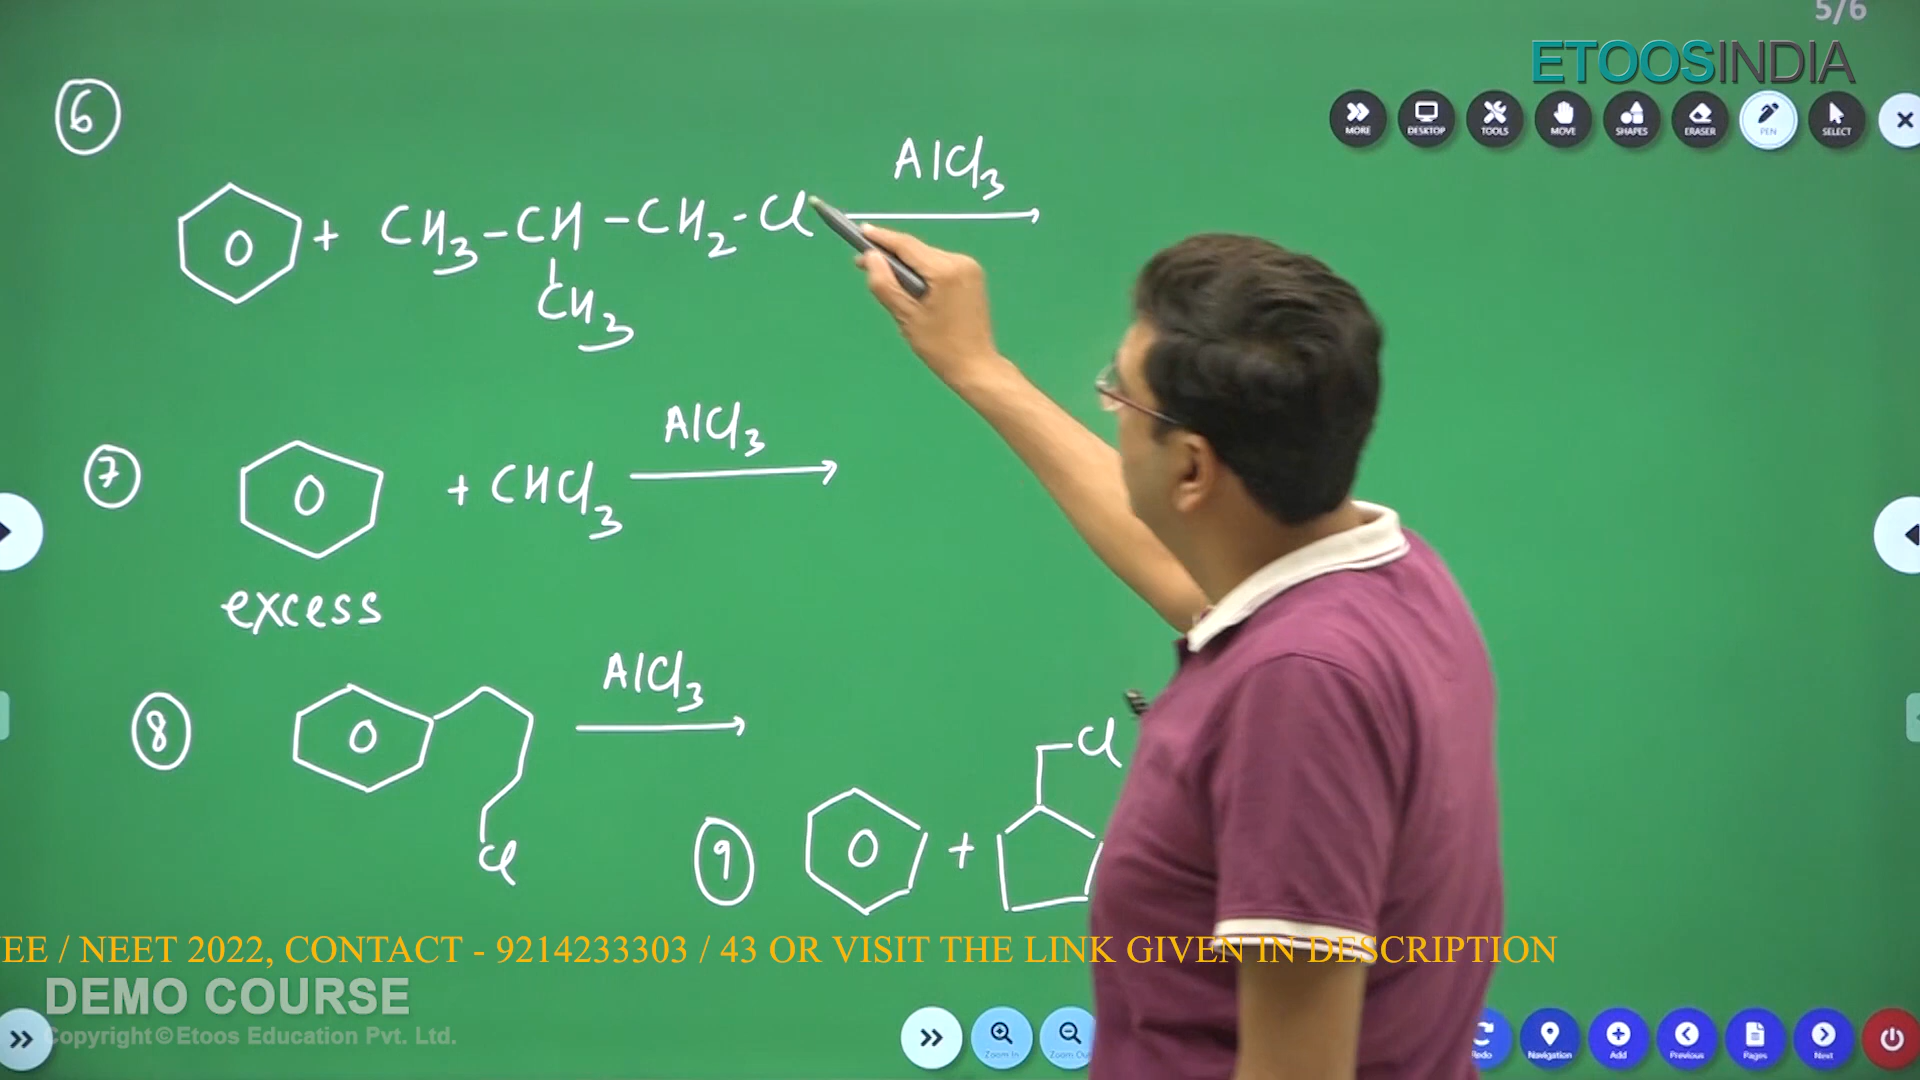 5/6
ETOOSINDIA
MORE DESKTOP TOOLS MOVE SHAPES ERASER PEN SELECT
6
AlCl3
O + CH3-CH-CH2-Cl
CH3
7
AlCl3
O + CHCl3
excess
8
AlCl3
O
Cl
9
O +
Cl
EE / NEET 2022, CONTACT - 9214233303 / 43 OR VISIT THE LINK GIVEN IN DESCRIPTION
DEMO COURSE
Copyright © Etoos Education Pvt. Ltd.
Zoom In Zoom Out Redo Navigation Add Previous Pages Next